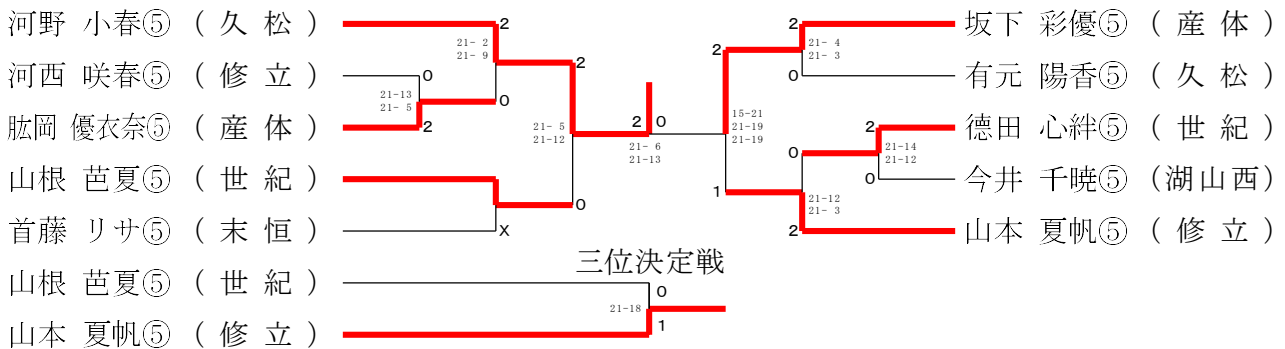 河野 小春⑤ ( 久 松 )
河西 咲春⑤ ( 修 立 )
肱岡 優衣奈⑤ ( 産 体 )
山根 芭夏⑤ ( 世 紀 )
首藤 リサ⑤ ( 末 恒 )
2
21- 2
21- 9
0
0
21-13
21- 5
2
2
21- 5
21-12
0
X
2 0
21- 6
21-13
2
15-21
21-19
21-19
1
2
21- 4
21- 3
0
0
21-12
21- 3
2
2
21-14
21-12
0
坂下 彩優⑤ ( 産 体 )
有元 陽香⑤ ( 久 松 )
德田 心絆⑤ ( 世 紀 )
今井 千暁⑤ (湖山西)
山本 夏帆⑤ ( 修 立 )
三位決定戦
山根 芭夏⑤ ( 世 紀 )
山本 夏帆⑤ ( 修 立 )
0
21-18
1